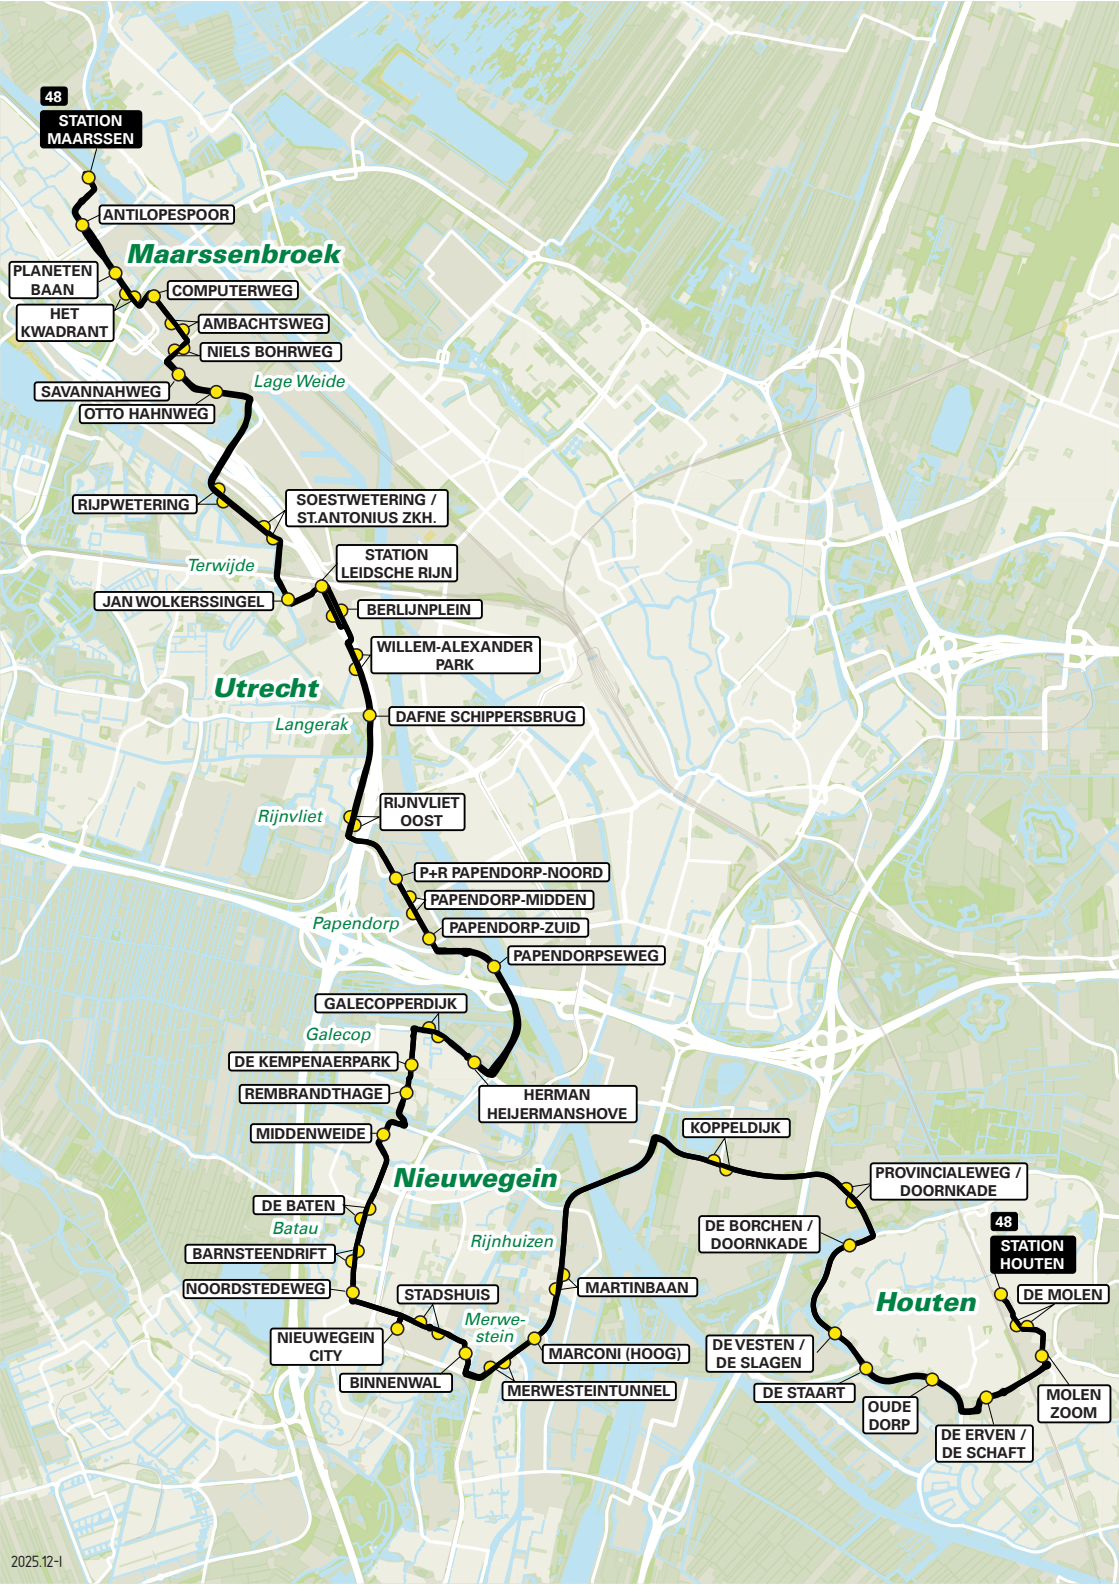 48
STATION
MAARSSEN
ANTILOPESPOOR
Maarssenbroek
PLANETEN
BAAN
COMPUTERWEG
HET
KWADRANT
AMBACHTSWEG
NIELS BOHRWEG
Lage Weide
SAVANNAHWEG
OTTO HAHNWEG
RIJPWETERING
SOESTWETERING /
ST.ANTONIUS ZKH.
Terwijde
STATION
LEIDSCHE RIJN
JAN WOLKERSSINGEL
BERLIJNPLEIN
WILLEM-ALEXANDER
PARK
Utrecht
Langerak
DAFNE SCHIPPERSBRUG
Rijnvliet
RIJNVLIET
OOST
P+R PAPENDORP-NOORD
PAPENDORP-MIDDEN
Papendorp
PAPENDORP-ZUID
PAPENDORPSEWEG
GALECOPPERDIJK
Galecop
DE KEMPENAERPARK
REMBRANDTHAGE
HERMAN
HEIJERMANSHOVE
MIDDENWEIDE
KOPPELDIJK
Nieuwegein
PROVINCIALEWEG /
DOORNKADE
DE BATEN
Batau
DE BORCHEN /
DOORNKADE
48
STATION
HOUTEN
Rijnhuizen
BARNSTEENDRIFT
NOORDSTEDEWEG
STADSHUIS
MARTINBAAN
DE MOLEN
Houten
Merwe-
stein
NIEUWEGEIN
CITY
MARCONI (HOOG)
DE VESTEN /
DE SLAGEN
BINNENWAL
MERWESTEINTUNNEL
DE STAART
OUDE
DORP
MOLEN
ZOOM
DE ERVEN /
DE SCHAFT
2025.12-I